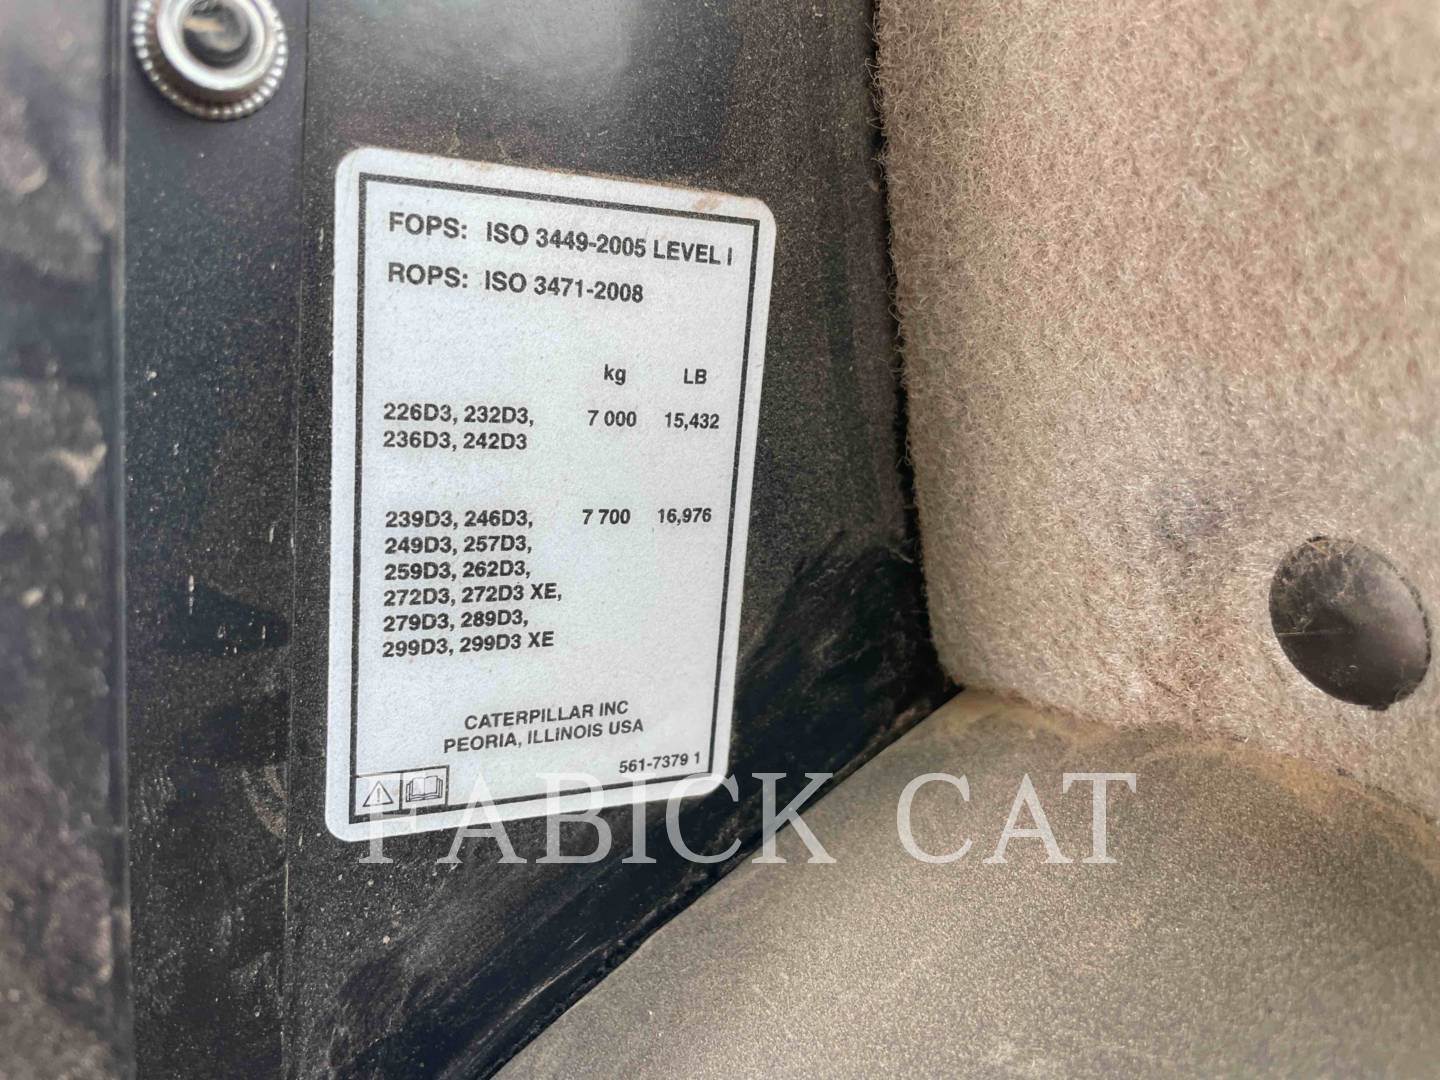 FOPS: ISO 3449-2005 LEVEL I
ROPS: ISO 3471-2008
kg LB
226D3, 232D3, 7 000 15,432
236D3, 242D3
239D3, 246D3, 7 700 16,976
249D3, 257D3,
259D3, 262D3,
272D3, 272D3 XE,
279D3, 289D3,
299D3, 299D3 XE
CATERPILLAR INC
PEORIA, ILLINOIS USA
561-7379 1
FABICK CAT